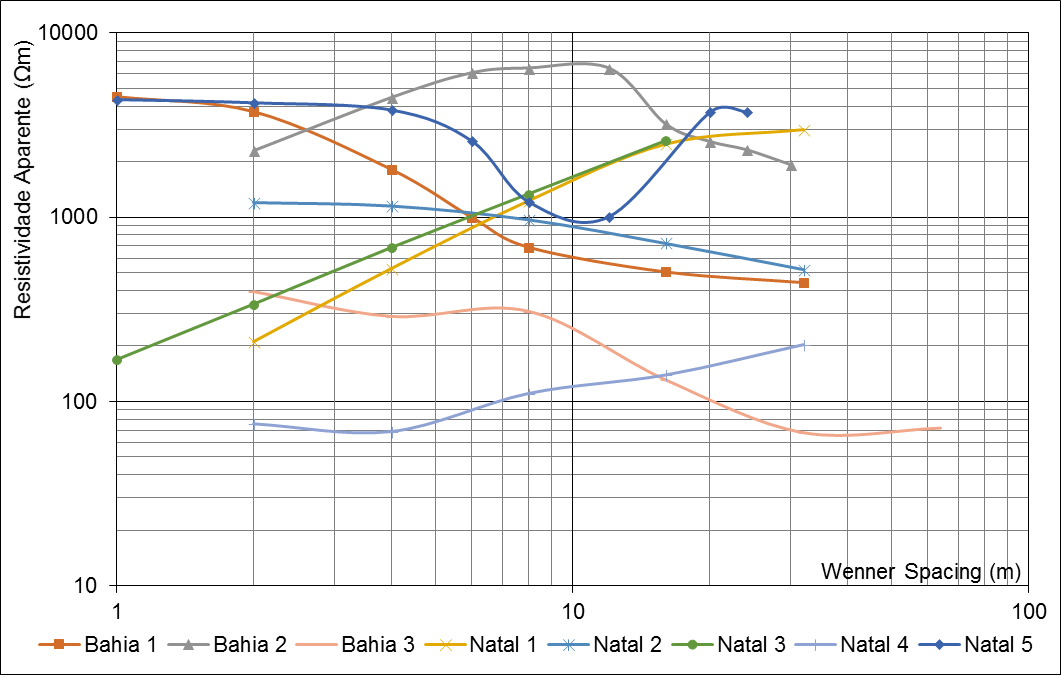 Resistividade Aparente (Ωm)
10000
1000
100
10
Wenner Spacing (m)
1 10 100
Bahia 1 Bahia 2 Bahia 3 Natal 1 Natal 2 Natal 3 Natal 4 Natal 5